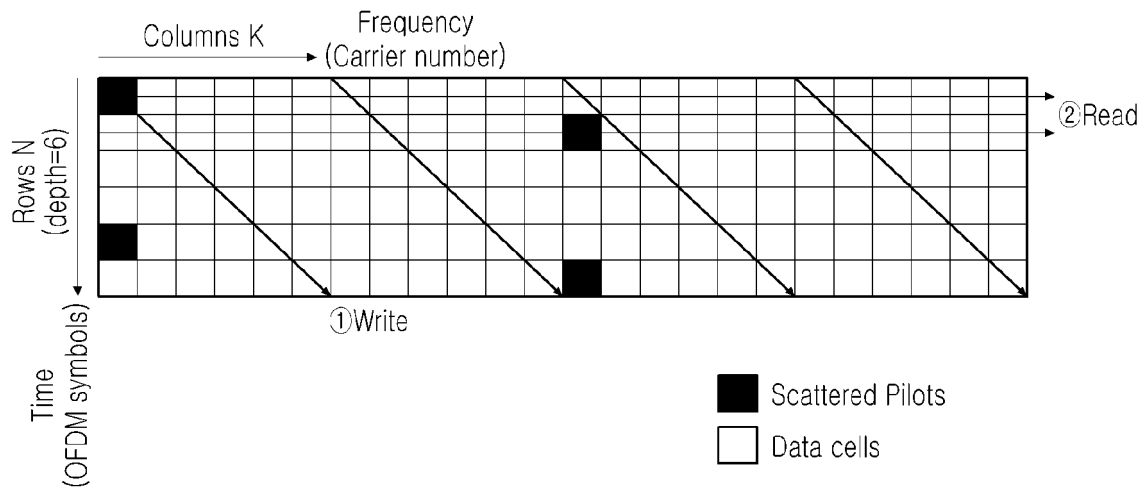 Columns K
Frequency
(Carrier number)
Rows N
(depth=6)
②Read
①Write
Time
(OFDM symbols)
Scattered Pilots
Data cells